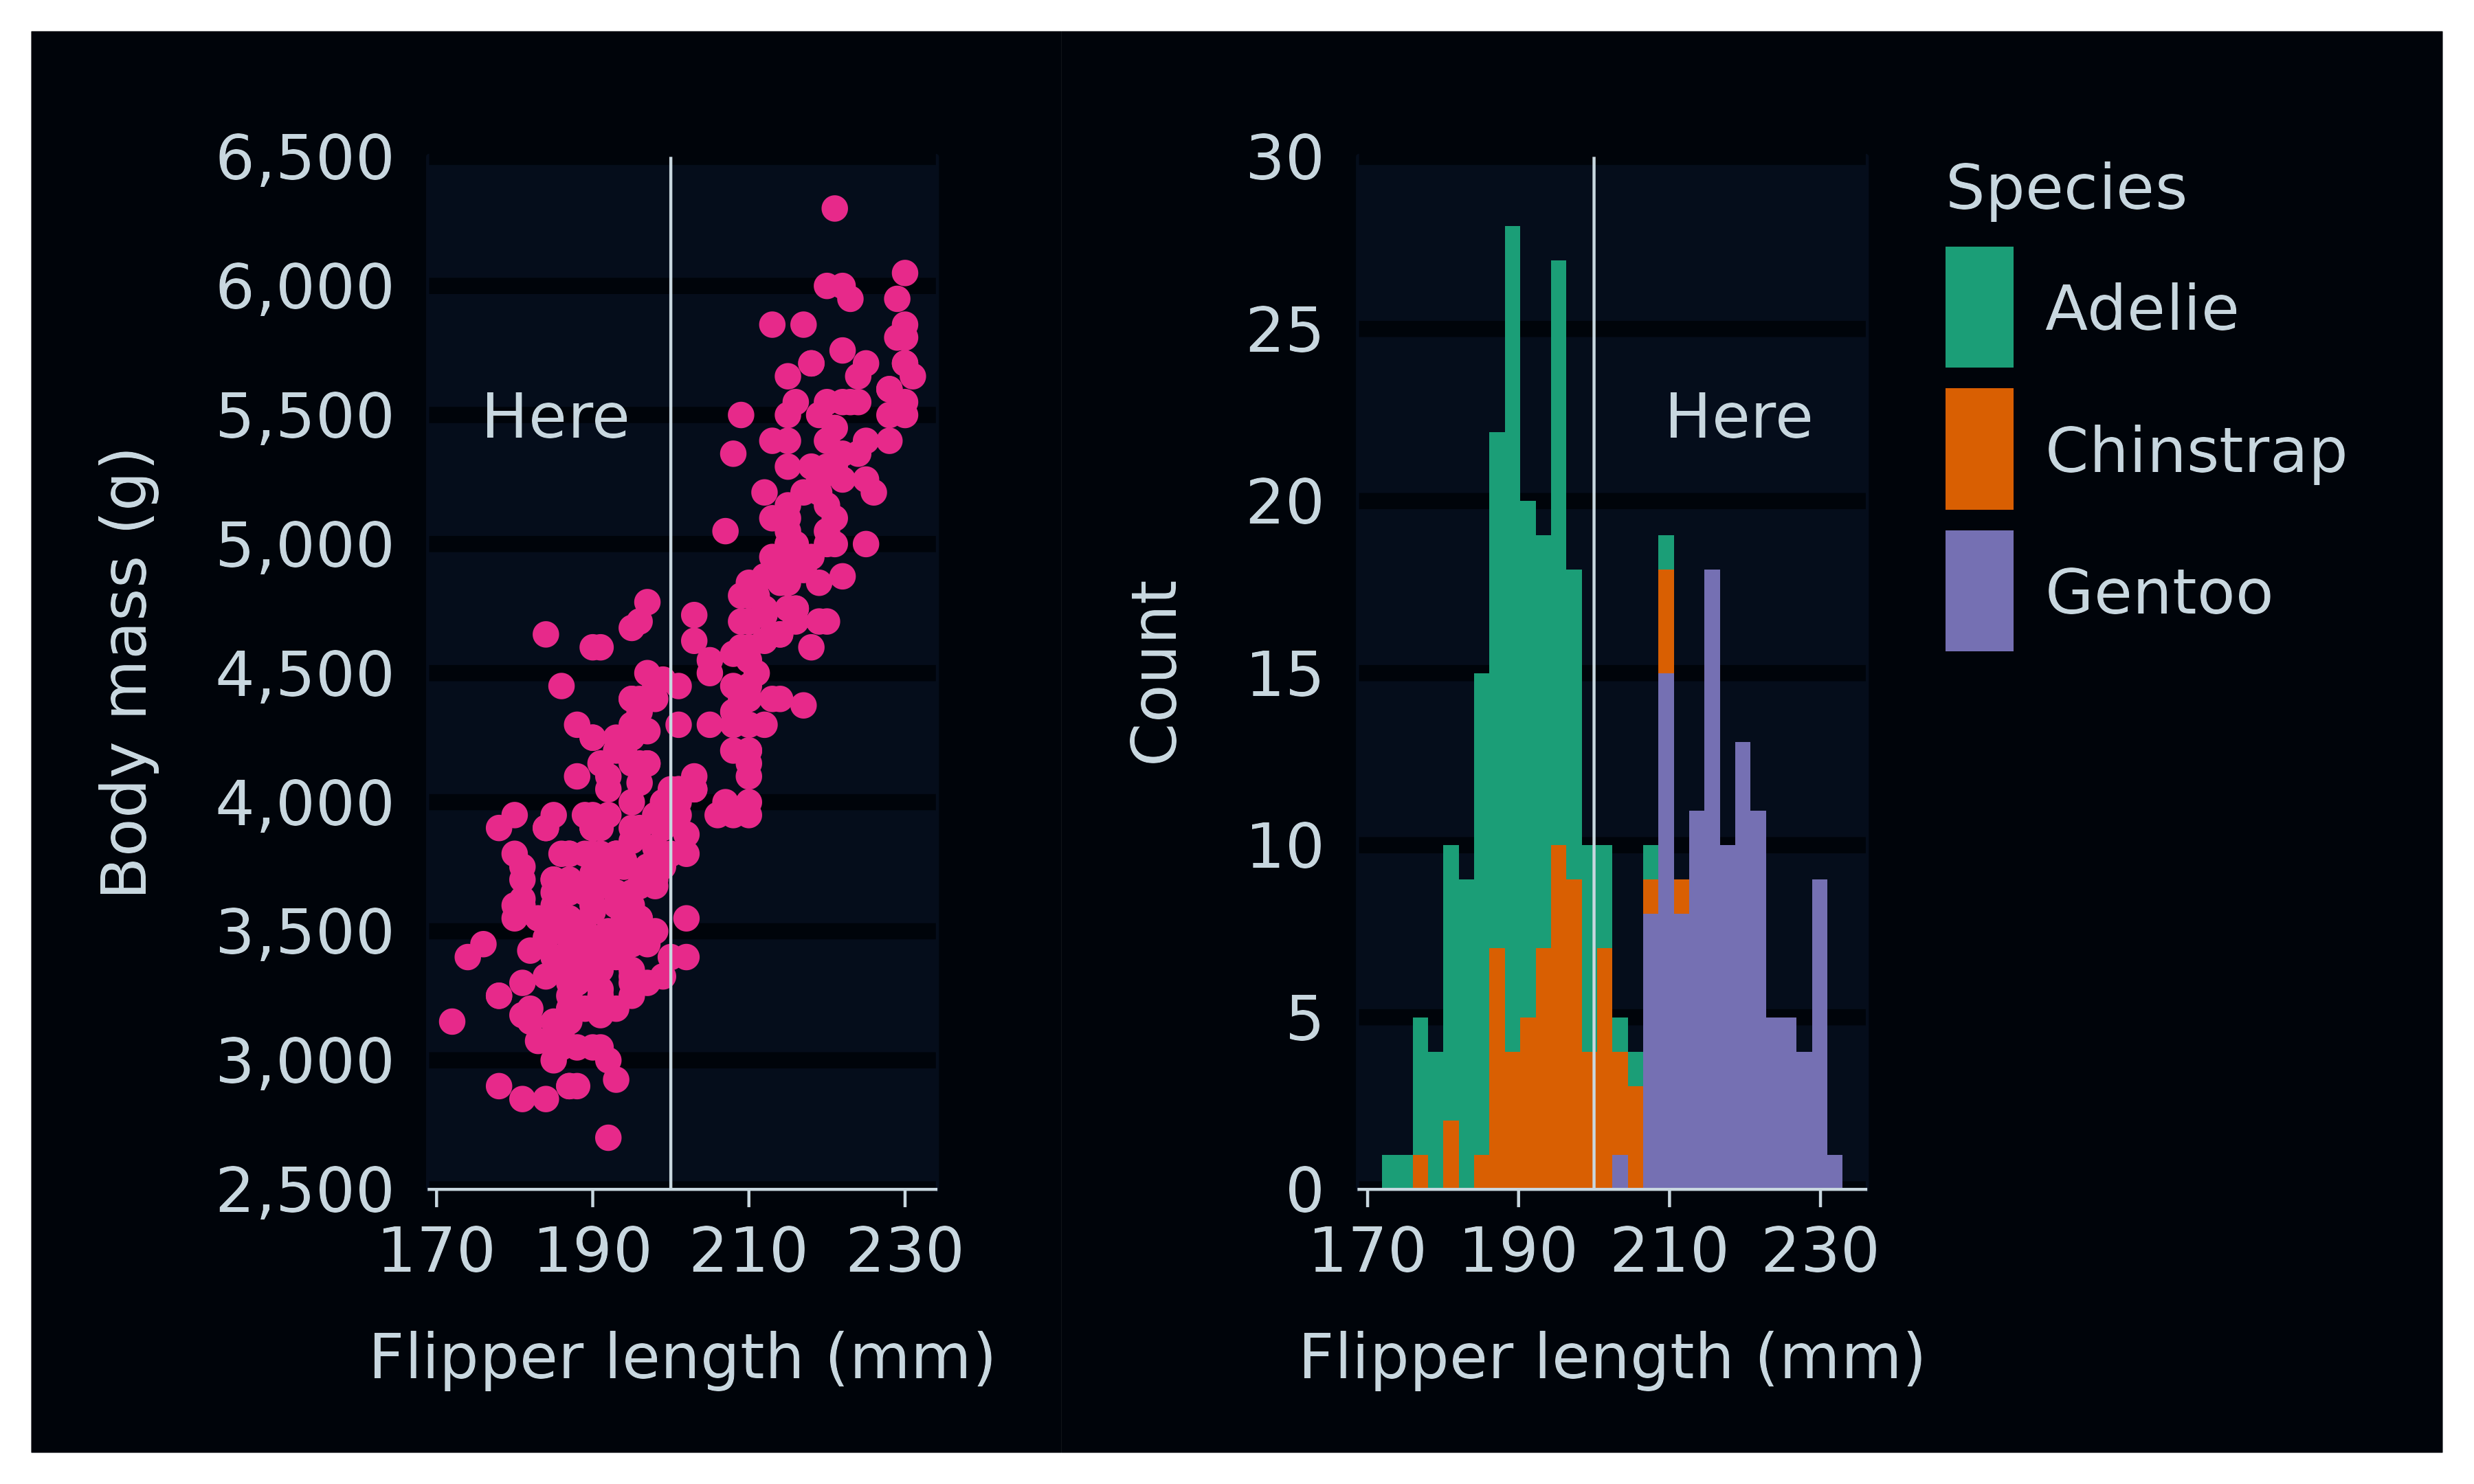 6,500
6,000
5,500
5,000
4,500
4,000
3,500
3,000
2,500
Body mass (g)
Here
170 190 210 230
Flipper length (mm)
30
25
20
15
10
5
0
Count
Here
170 190 210 230
Flipper length (mm)
Species
Adelie
Chinstrap
Gentoo